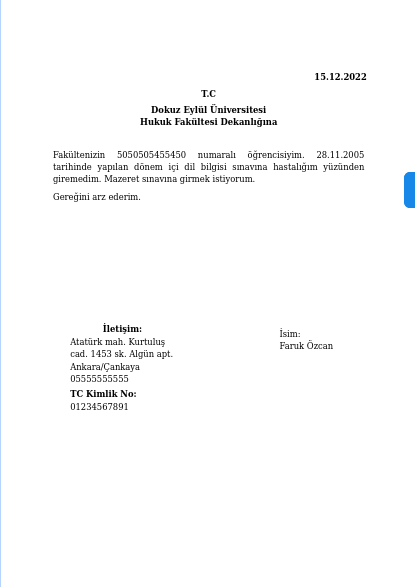 15.12.2022
T.C
Dokuz Eylül Üniversitesi
Hukuk Fakültesi Dekanlığına
Fakültenizin 5050505455450 numaralı öğrencisiyim. 28.11.2005
tarihinde yapılan dönem içi dil bilgisi sınavına hastalığım yüzünden
giremedim. Mazeret sınavına girmek istiyorum.
Gereğini arz ederim.
İletişim:
Atatürk mah. Kurtuluş
cad. 1453 sk. Algün apt.
Ankara/Çankaya
05555555555
TC Kimlik No:
01234567891
İsim:
Faruk Özcan